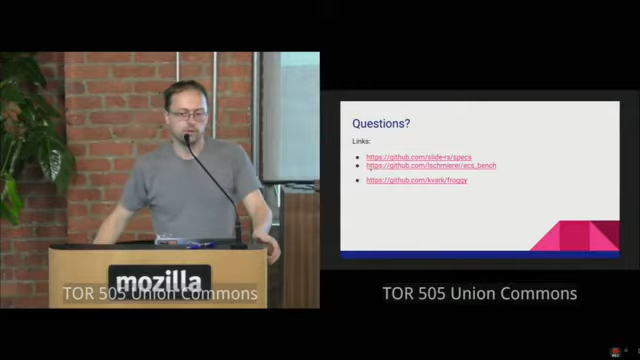 mozilla
TOR 505 Union Commons
Questions?
Links:
https://github.com/slide-rs/specs
https://github.com/lschmierer/ecs_bench
https://github.com/kvark/froggy
TOR 505 Union Commons